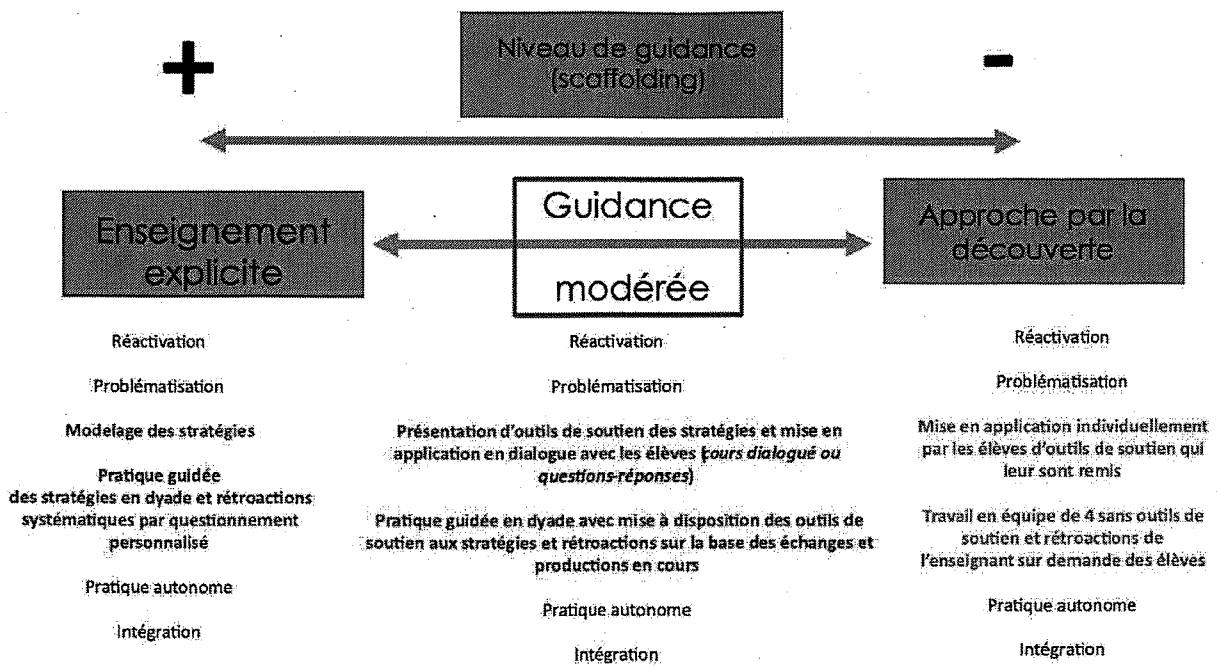 +
Niveau de guidance
(scaffolding)
-
Enseignement
explicite
Guidance
modérée
Approche par la
découverte
Réactivation
Problématisation
Modelage des stratégies
Pratique guidée
des stratégies en dyade et rétroactions
systématiques par questionnement
personnalisé
Pratique autonome
Intégration
Réactivation
Problématisation
Présentation d'outils de soutien des stratégies et mise en
application en dialogue avec les élèves (cours dialogué ou
questions-réponses)
Pratique guidée en dyade avec mise à disposition des outils de
soutien aux stratégies et rétroactions sur la base des échanges et
productions en cours
Pratique autonome
Intégration
Réactivation
Problématisation
Mise en application individuellement
par les élèves d'outils de soutien qui
leur sont remis
Travail en équipe de 4 sans outils de
soutien et rétroactions de
l'enseignant sur demande des élèves
Pratique autonome
Intégration